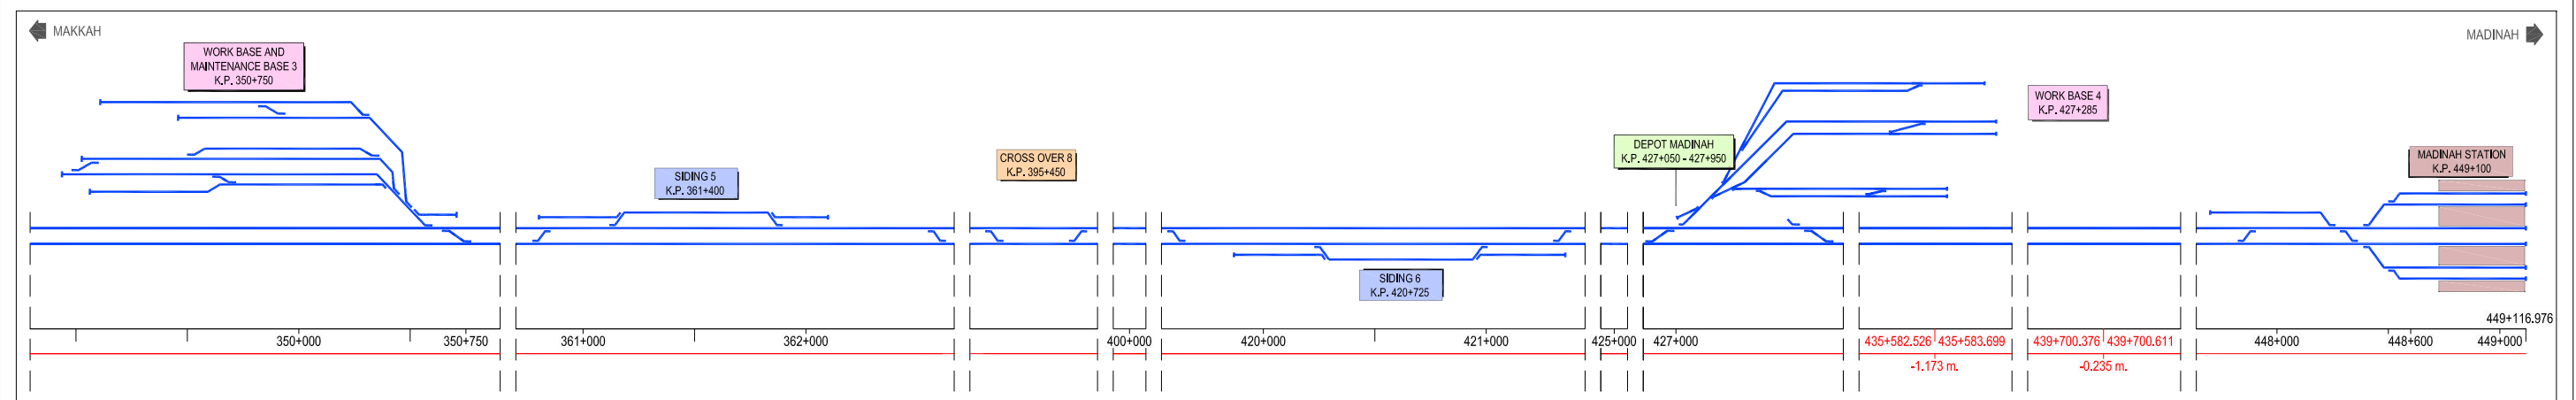 MAKKAH
MADINAH
WORK BASE AND
MAINTENANCE BASE 3
K.P. 350+750
SIDING 5
K.P. 361+400
CROSS OVER 8
K.P. 395+450
SIDING 6
K.P. 420+725
DEPOT MADINAH
K.P. 427+050 - 427+950
WORK BASE 4
K.P. 427+285
MADINAH STATION
K.P. 449+100
449+116.976
350+000
350+750
361+000
362+000
400+000
420+000
421+000
425+000
427+000
435+582.526
435+583.699
439+700.376
439+700.611
448+000
448+600
449+000
-1.173 m.
-0.235 m.